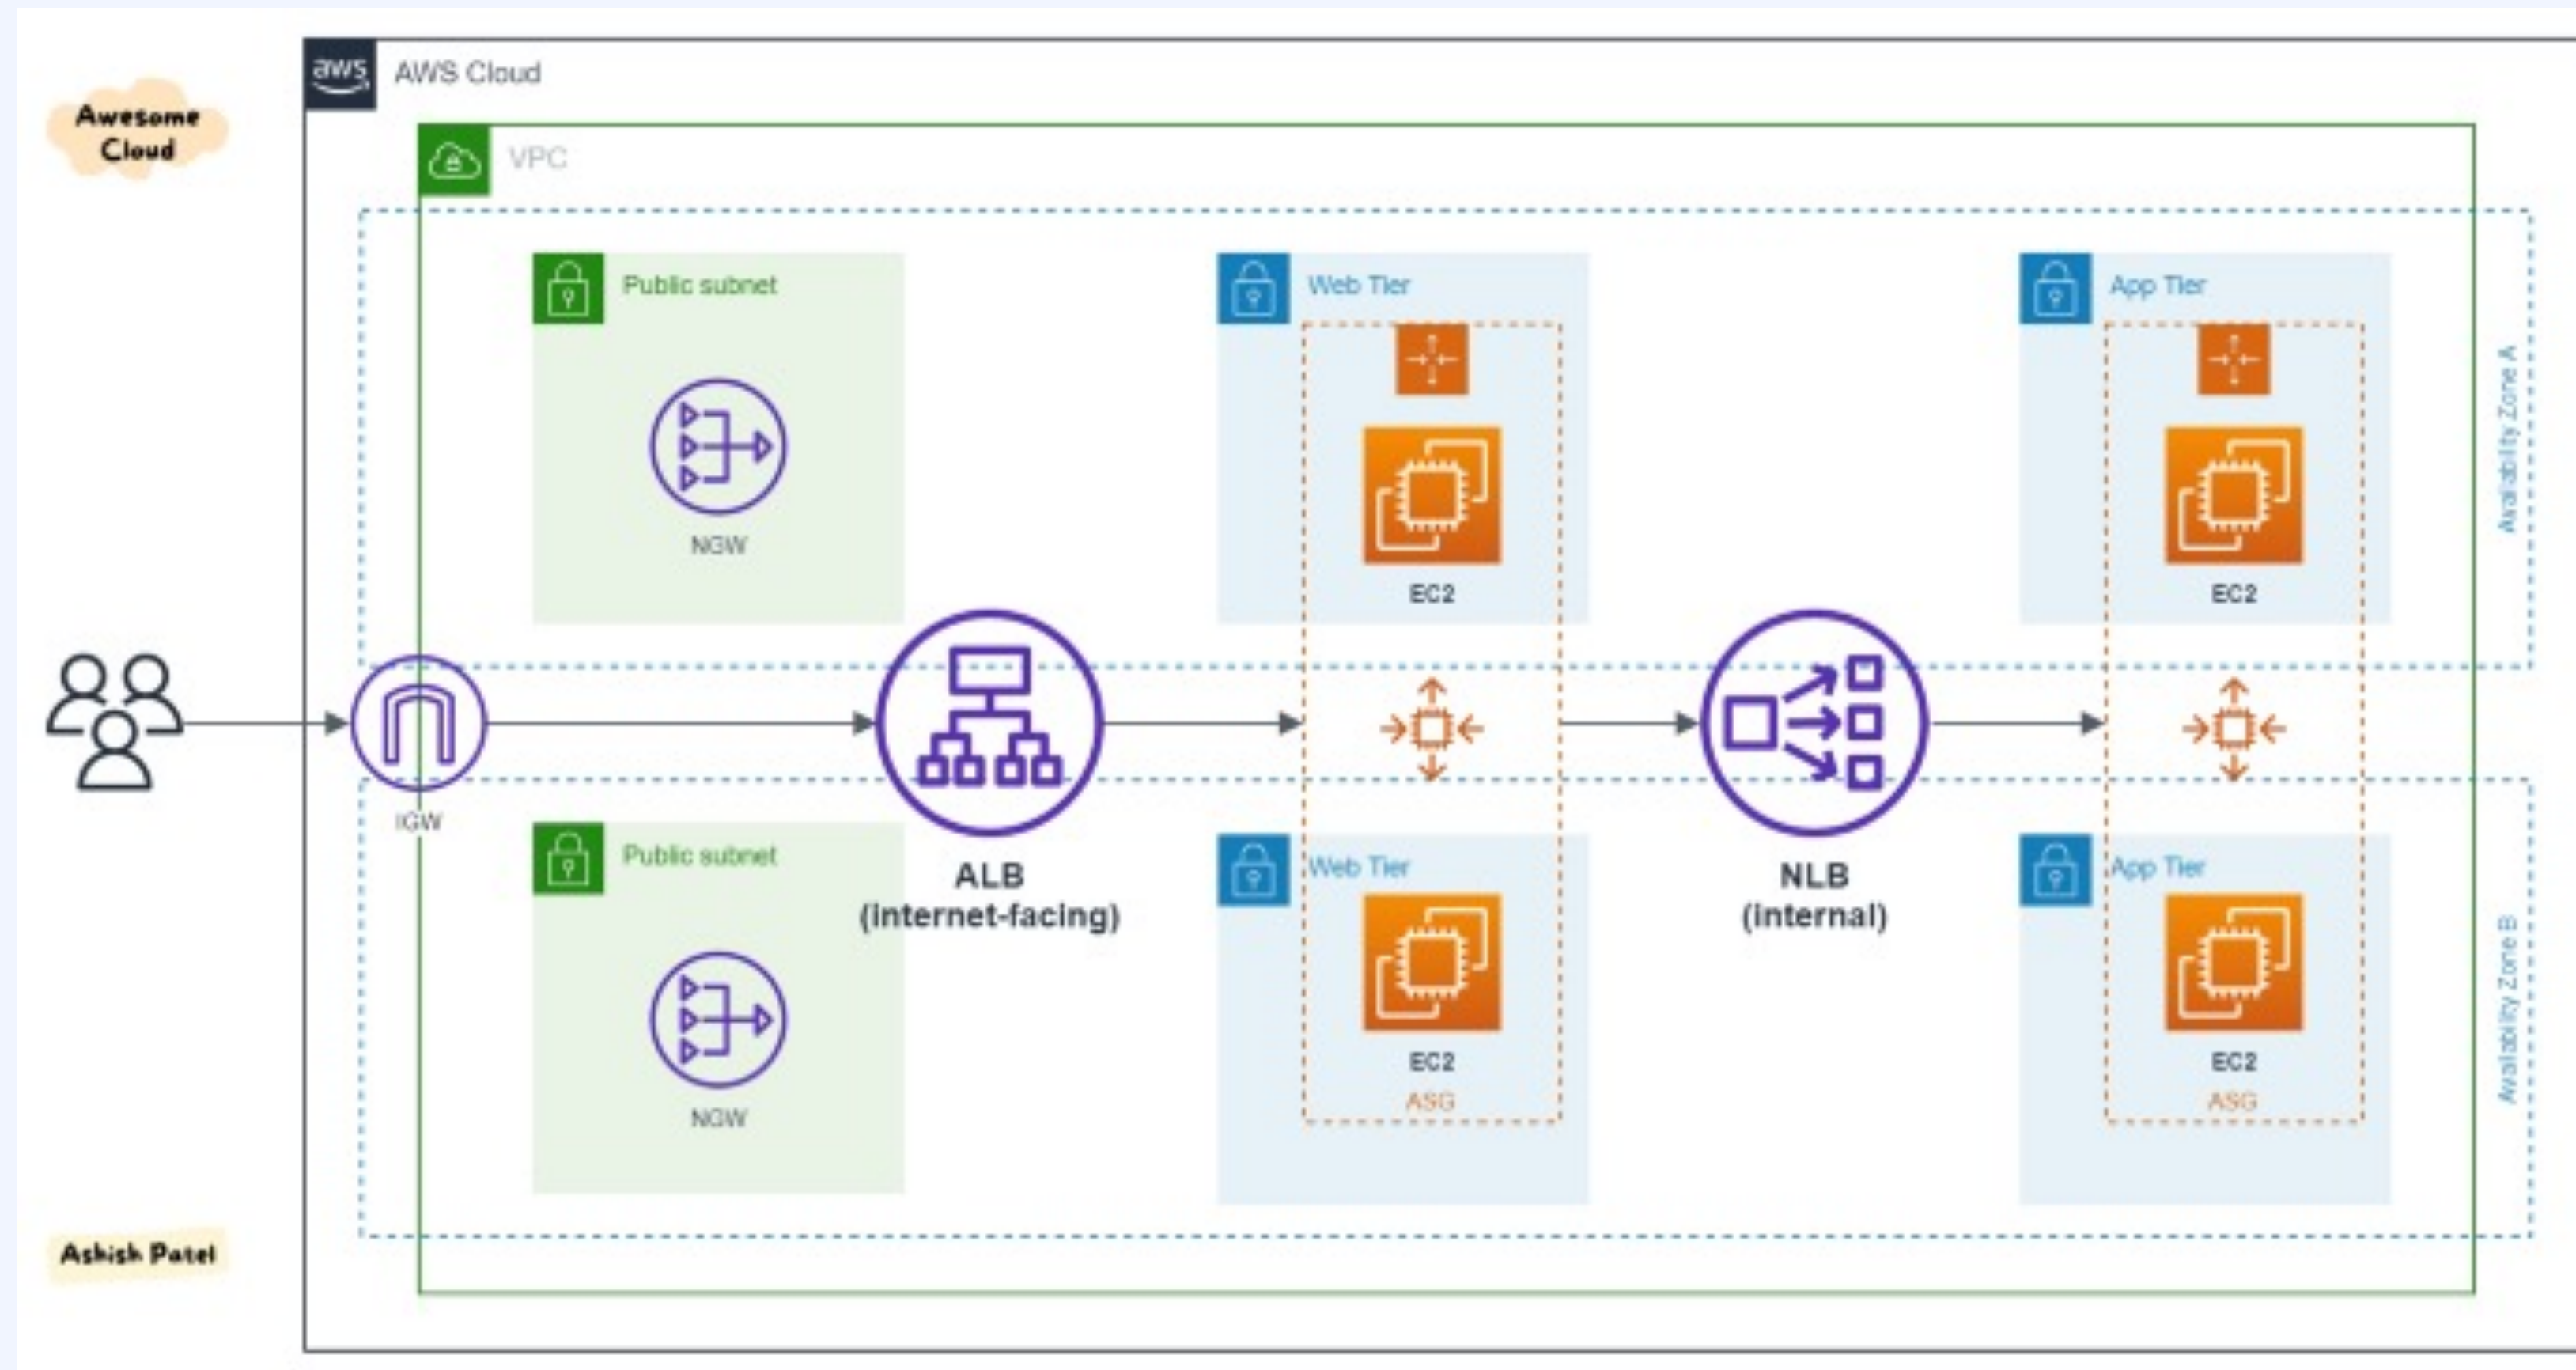 aws
AWS Cloud
Awesome
Cloud
VPC
Public subnet
Web Tier
App Tier
Availability Zone A
NGW
EC2
EC2
IGW
Public subnet
ALB
(internet-facing)
Web Tier
NLB
(internal)
App Tier
Availability Zone B
EC2
ASG
EC2
ASG
NGW
Ashish Patel